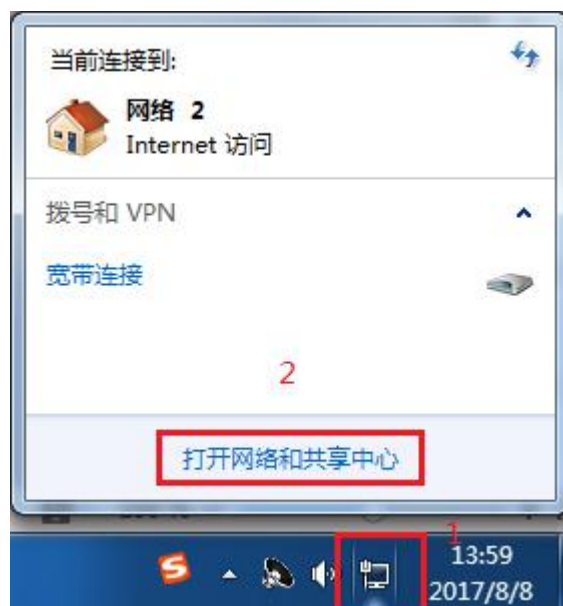 当前连接到:
网络 2
Internet 访问
拨号和 VPN
宽带连接
2
打开网络和共享中心
1
13:59
2017/8/8